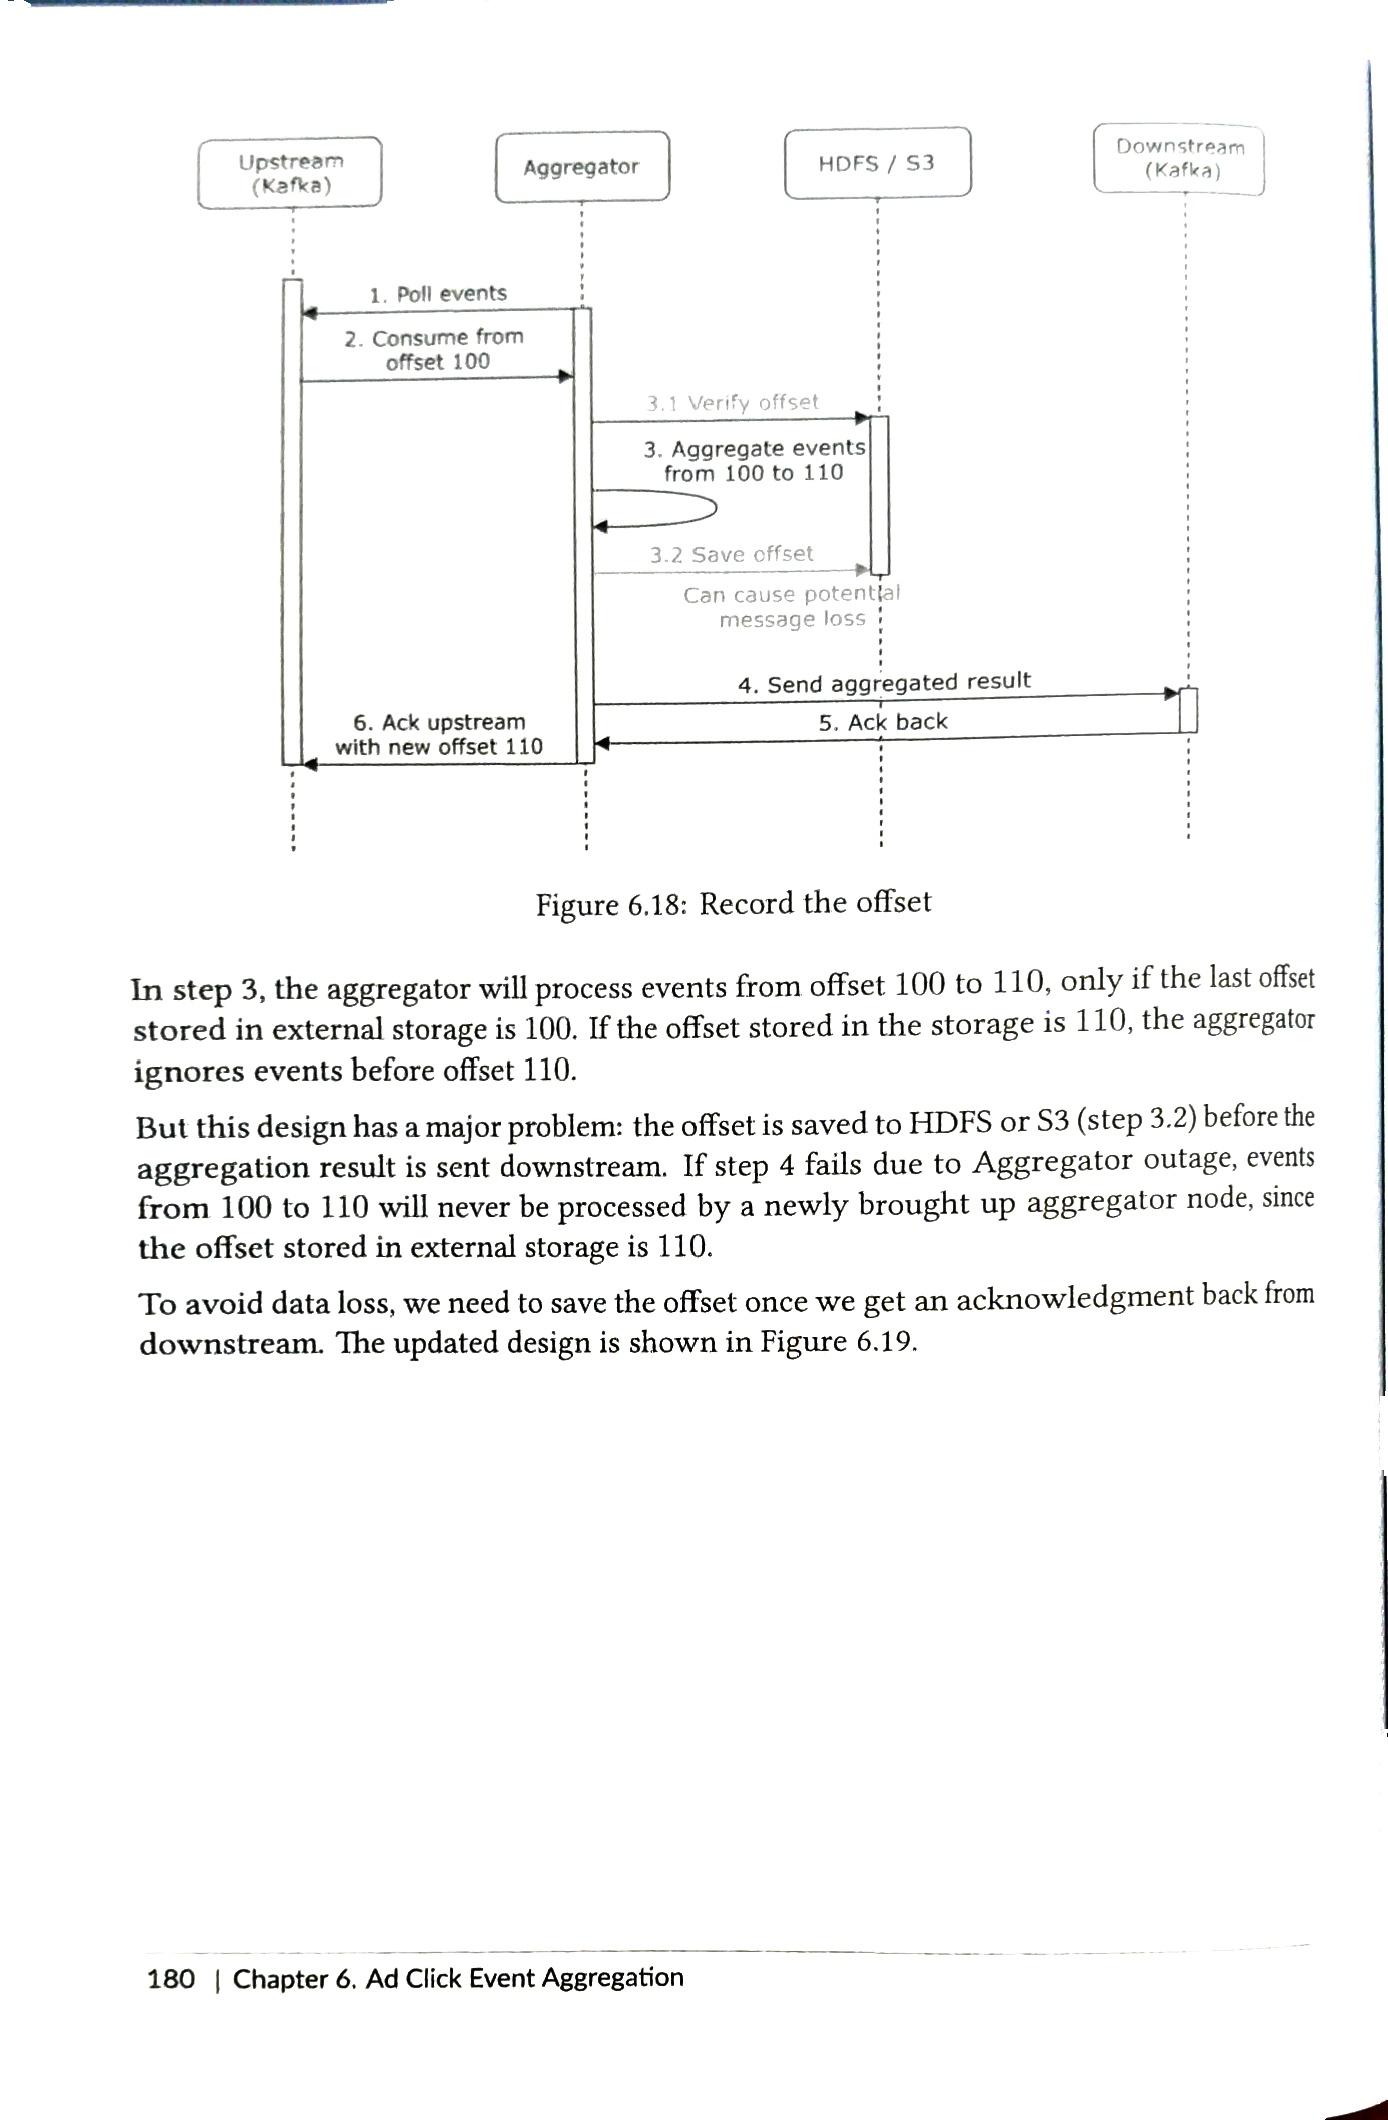 Upstream
(Kafka)
Aggregator
HDFS / S3
Downstream
(Kafka)
1. Poll events
2. Consume from
offset 100
3.1 Verify offset
3. Aggregate events
from 100 to 110
3.2 Save offset
Can cause potential
message loss
4. Send aggregated result
5. Ack back
6. Ack upstream
with new offset 110
Figure 6.18: Record the offset
In step 3, the aggregator will process events from offset 100 to 110, only if the last offset
stored in external storage is 100. If the offset stored in the storage is 110, the aggregator
ignores events before offset 110.
But this design has a major problem: the offset is saved to HDFS or S3 (step 3.2) before the
aggregation result is sent downstream. If step 4 fails due to Aggregator outage, events
from 100 to 110 will never be processed by a newly brought up aggregator node, since
the offset stored in external storage is 110.
To avoid data loss, we need to save the offset once we get an acknowledgment back from
downstream. The updated design is shown in Figure 6.19.
180 | Chapter 6. Ad Click Event Aggregation